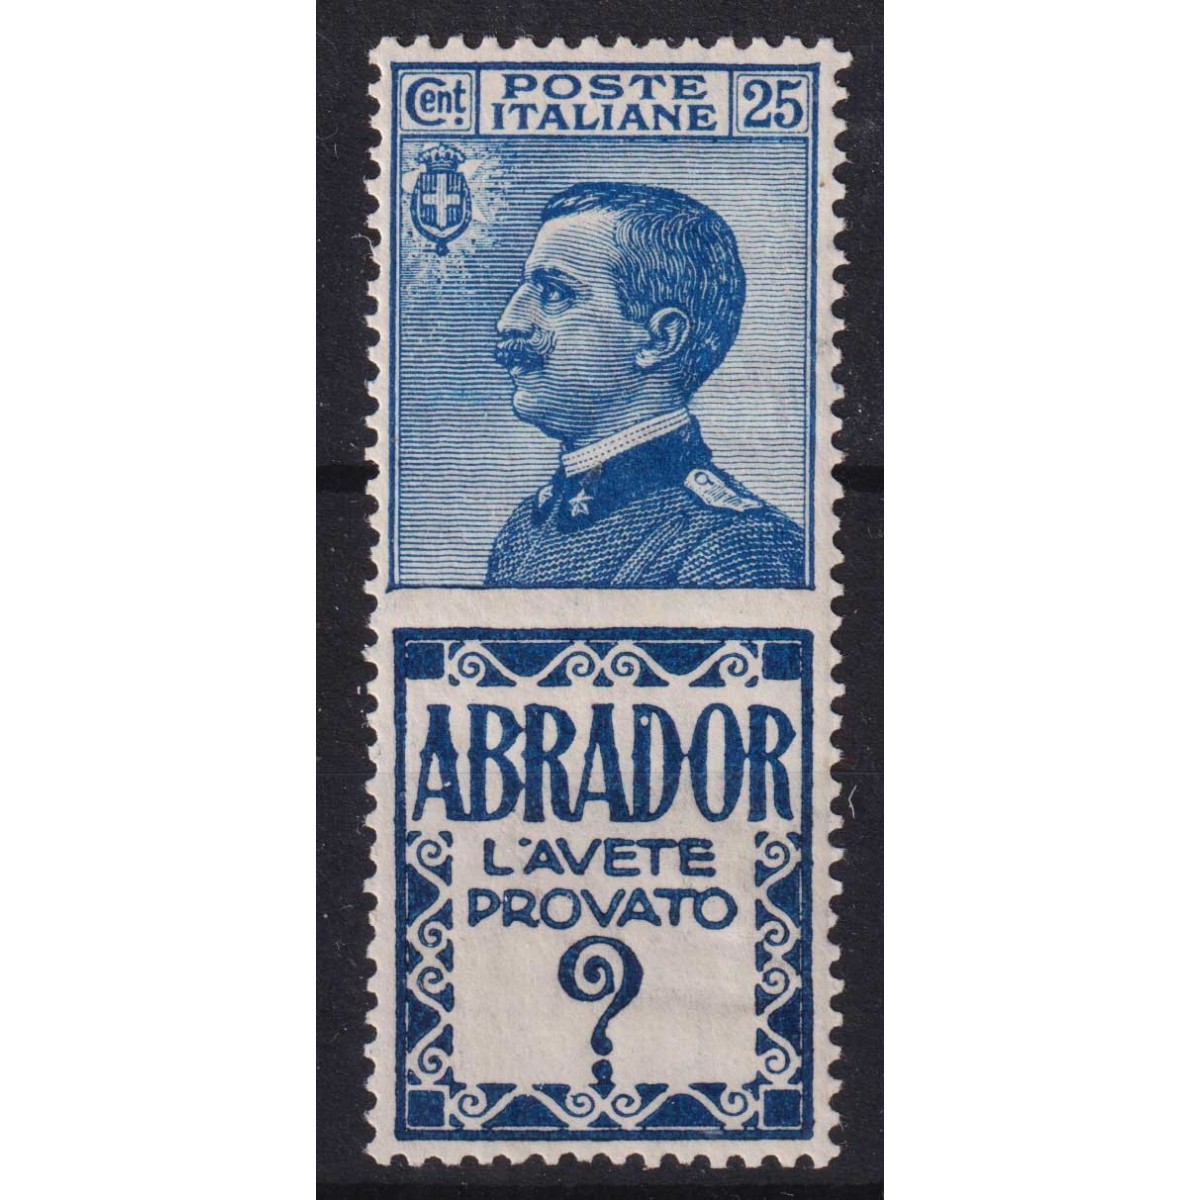 Cent. POSTE 25
ITALIANE
ABRADOR
L'AVETE
PROVATO
?